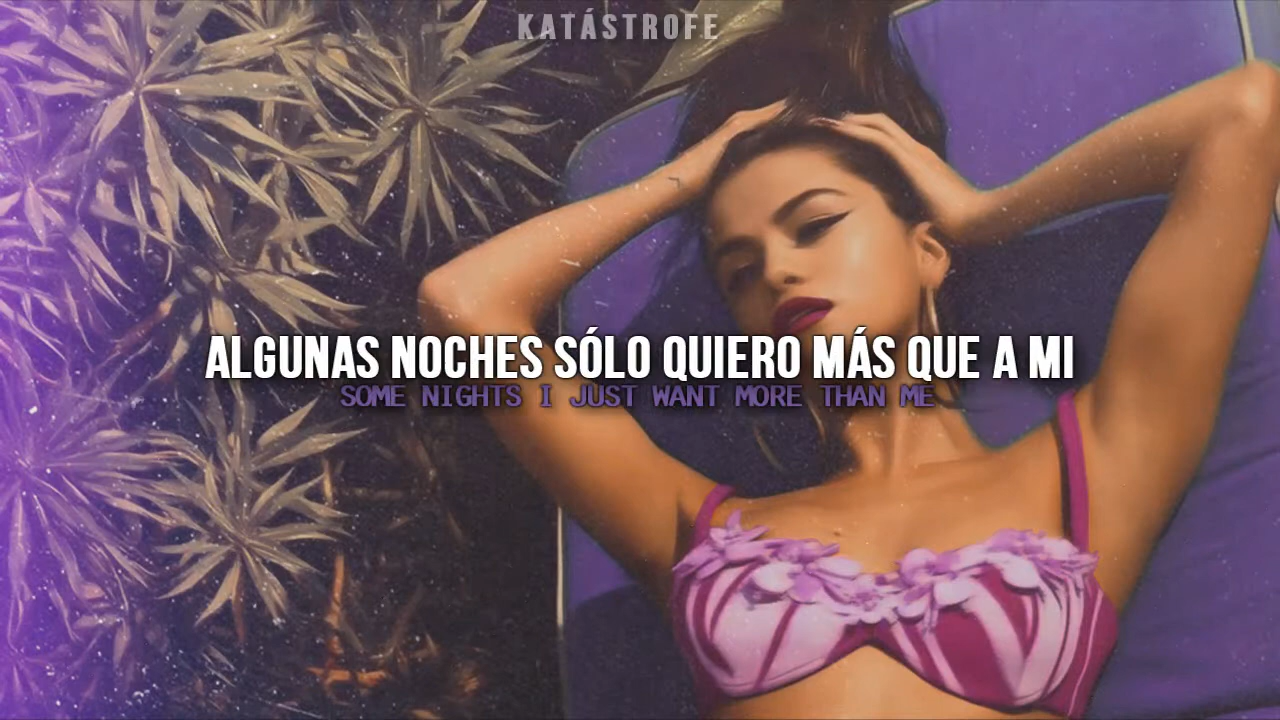 KATÁSTROFE
ALGUNAS NOCHES SÓLO QUIERO MÁS QUE A MI
SOME NIGHTS I JUST WANT MORE THAN ME